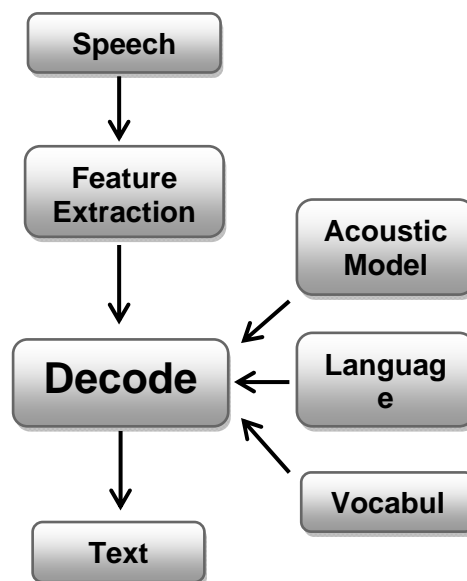 Speech
Feature
Extraction
Acoustic
Model
Decode
Languag
e
Vocabul
Text